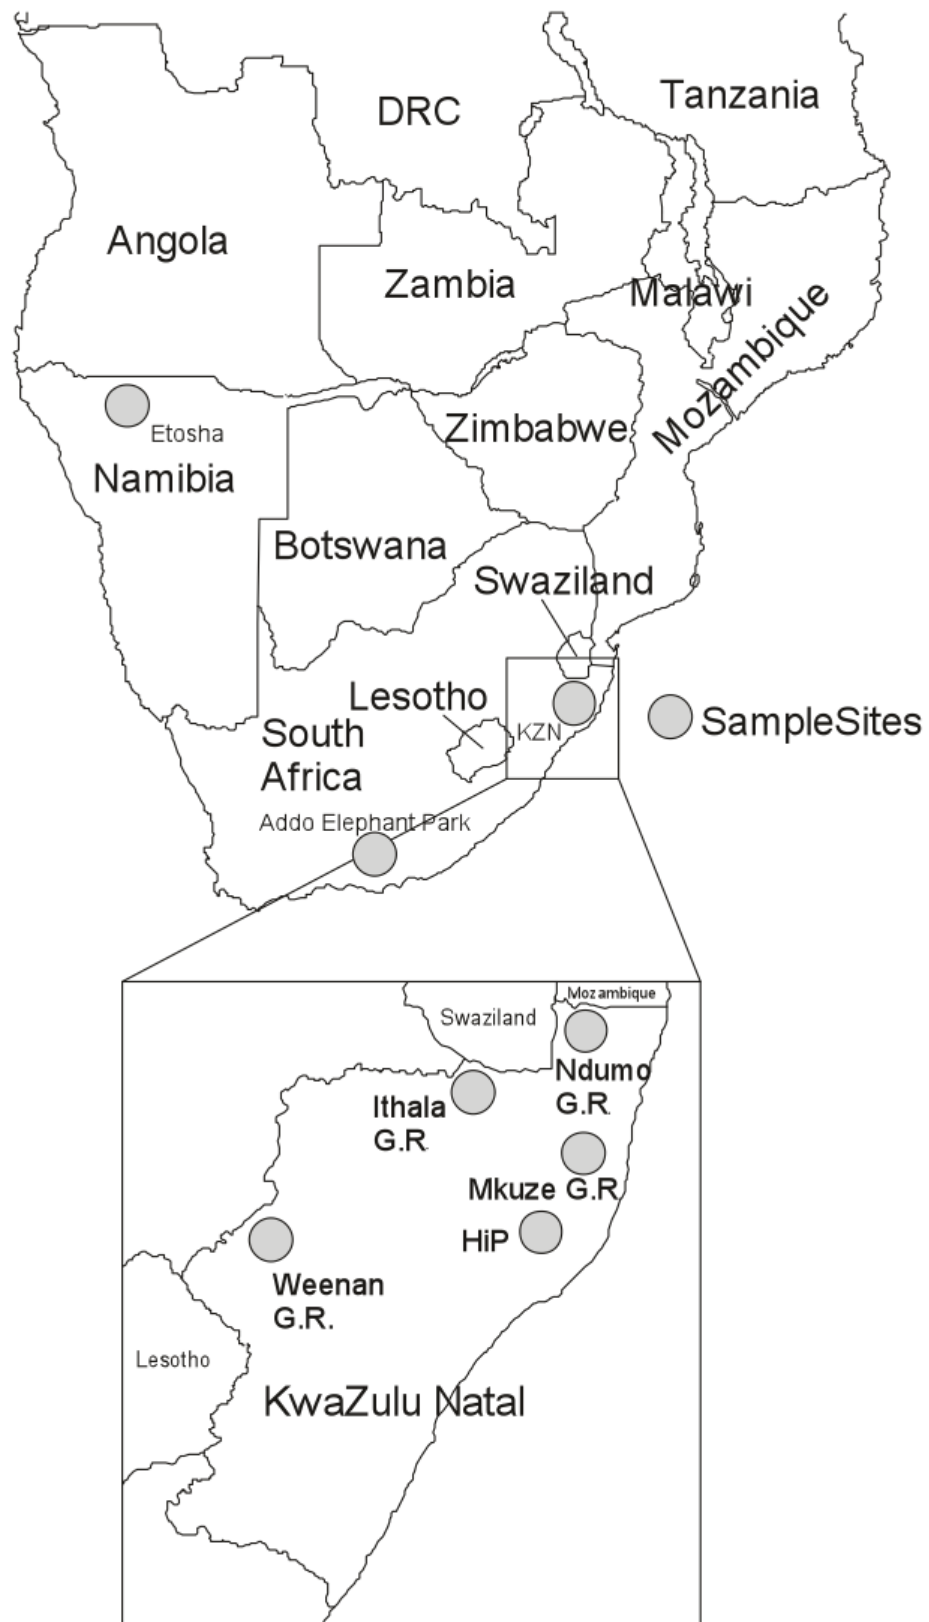 DRC
Tanzania
Angola
Zambia
Malawi
Mozambique
Etosha
Zimbabwe
Namibia
Botswana
Swaziland
Lesotho
KZN
SampleSites
South
Africa
Addo Elephant Park
Swaziland
Mozambique
Ndumo
G.R.
Ithala
G.R.
Mkuze G.R.
HiP
Weenan
G.R.
Lesotho
KwaZulu Natal